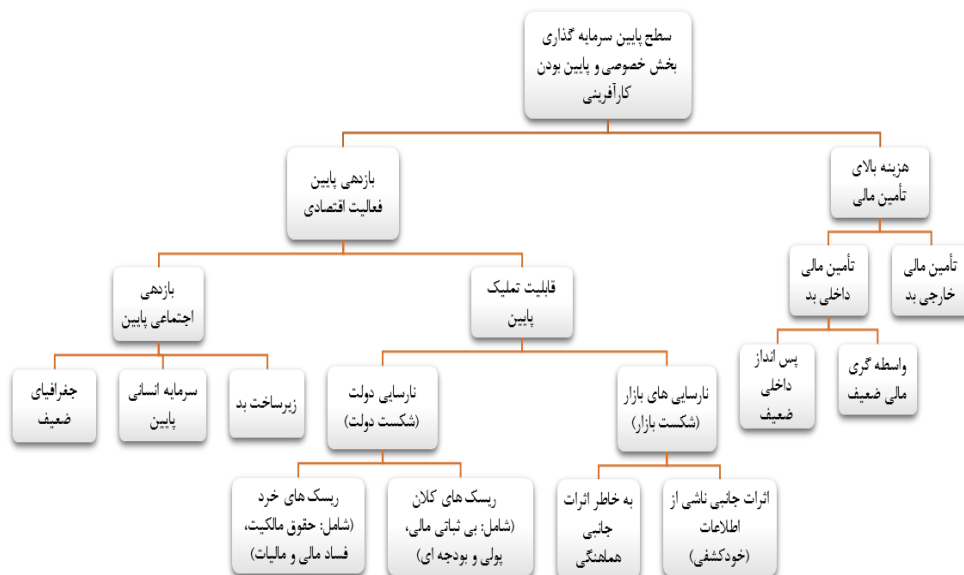 سطح پایین سرمایه گذاری
بخش خصوصی و پایین بودن
کارآفرینی
هزینه بالای
تأمین مالی
بازدهی پایین
فعالیت اقتصادی
تأمین مالی
خارجی بد
تأمین مالی
داخلی بد
قابلیت تملیک
پایین
بازدهی
اجتماعی پایین
واسطه گری
مالی ضعیف
پس انداز
داخلی
ضعیف
نارسایی های بازار
(شکست بازار)
نارسایی دولت
(شکست دولت)
زیرساخت بد
سرمایه انسانی
پایین
جغرافیای
ضعیف
اثرات جانبی ناشی از
اطلاعات
(خودکشفی)
به خاطر اثرات
جانبی
هماهنگی
ریسک های کلان
(شامل: بی ثباتی مالی،
پولی و بودجه ای)
ریسک های خرد
(شامل: حقوق مالکیت،
فساد مالی و مالیات)